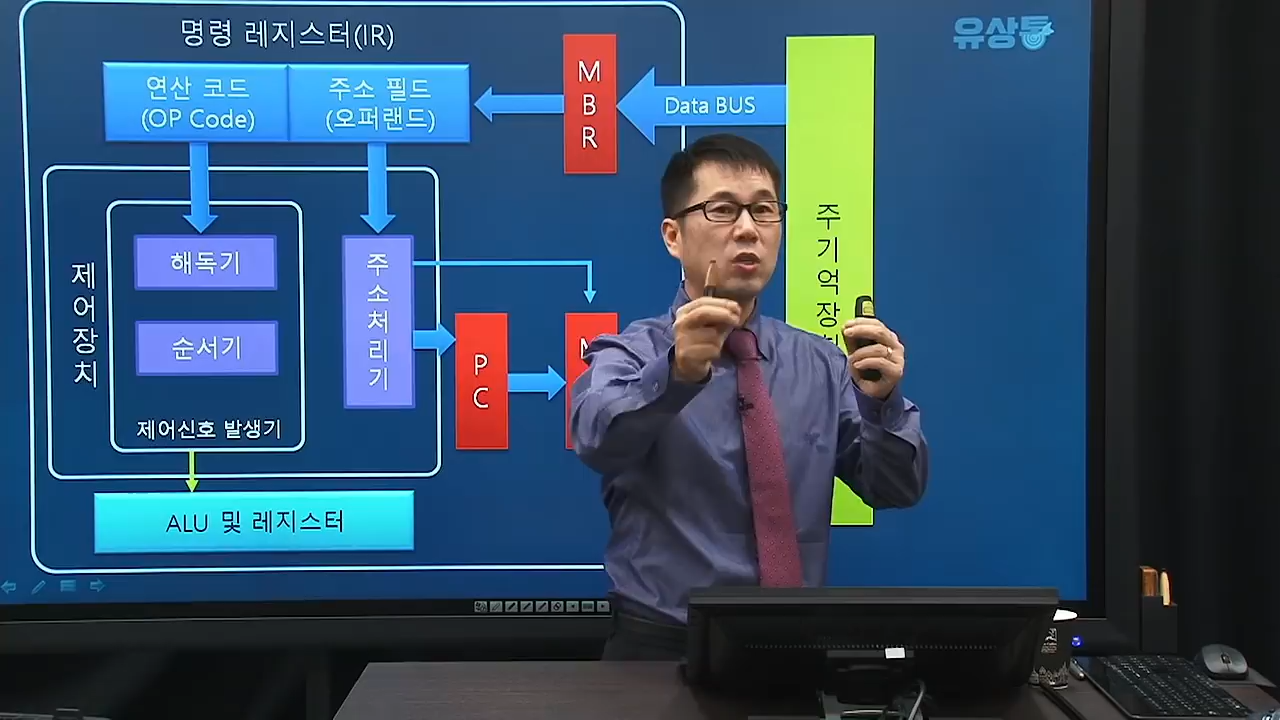 명령 레지스터(IR)
유상통
연산 코드
(OP Code)
주소 필드
(오퍼랜드)
M
B
R
Data BUS
주
기
억
장
제
어
장
치
해독기
순서기
제어신호 발생기
주
소
처
리
기
P
C
M
ALU 및 레지스터